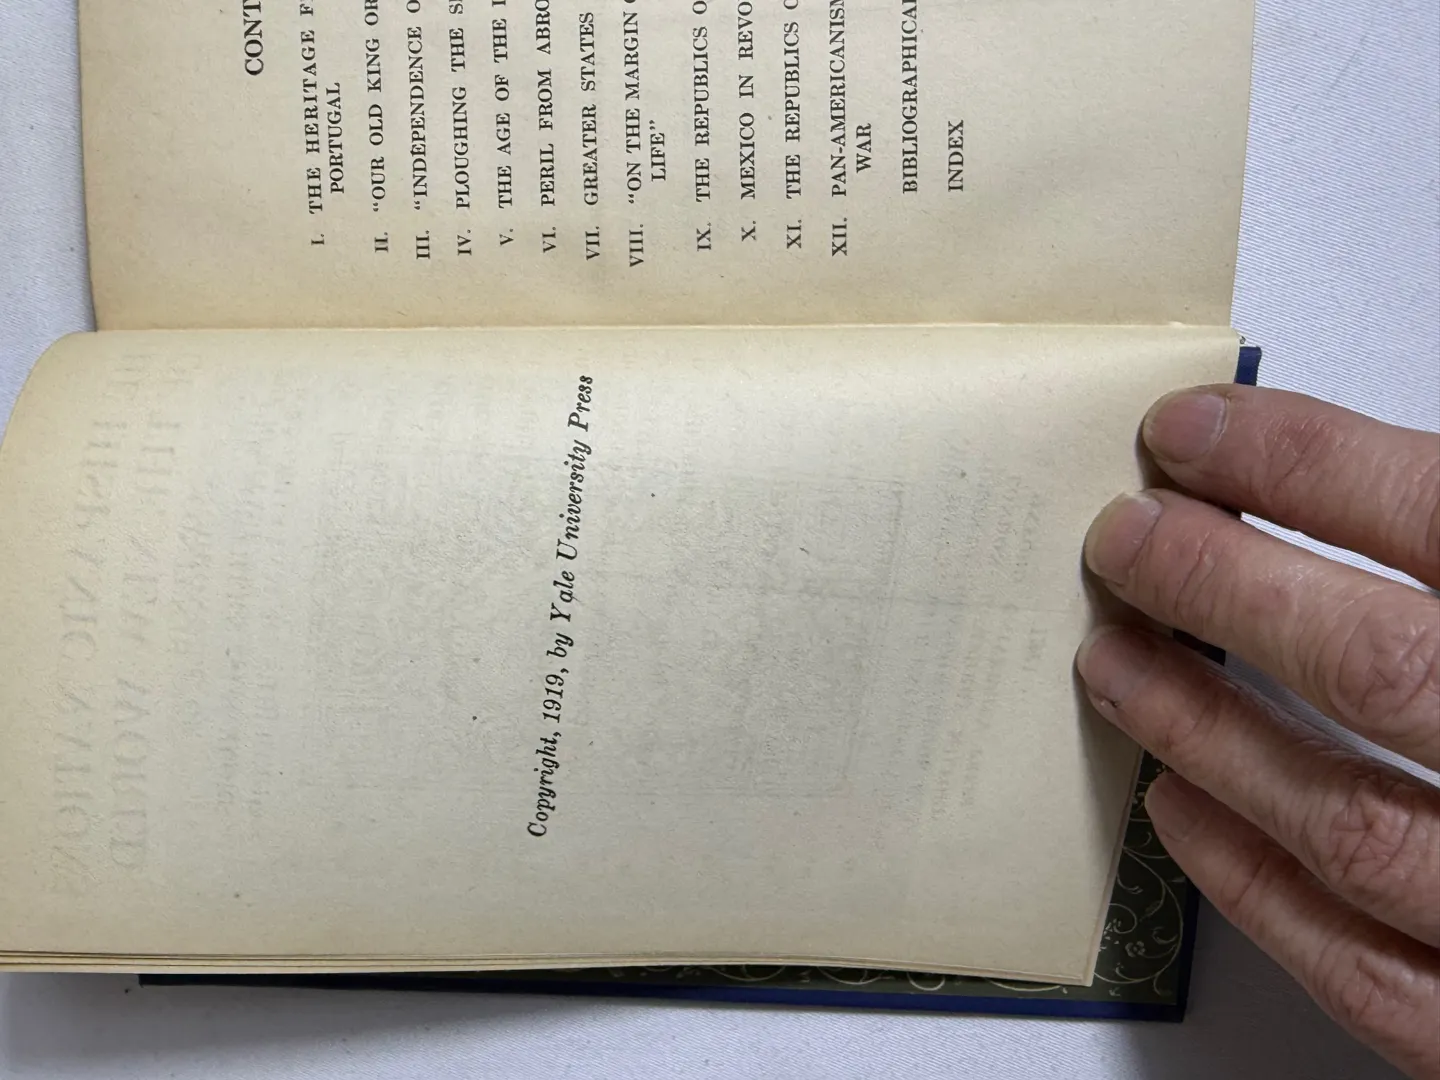 Copyright, 1919, by Yale University Press
CONT
I. THE HERITAGE F
PORTUGAL
II. “OUR OLD KING OR
III. “INDEPENDENCE O
IV. PLOUGHING THE S
V. THE AGE OF THE
VI. PERIL FROM ABRO
VII. GREATER STATES
VIII. “ON THE MARGIN
LIFE”
IX. THE REPUBLICS O
X. MEXICO IN REVO
XI. THE REPUBLICS
XII. PAN-AMERICANISM
WAR
BIBLIOGRAPHICA
INDEX